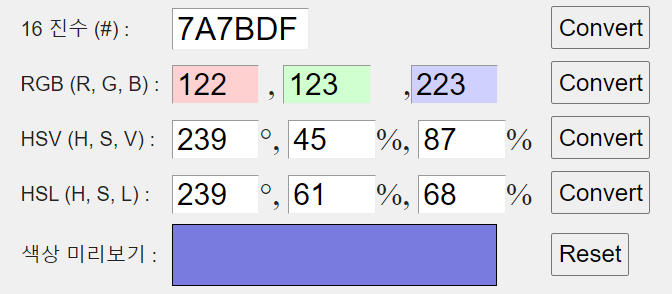 16 진수 (#) : 7A7BDF Convert
RGB (R, G, B) : 122 , 123 , 223 Convert
HSV (H, S, V) : 239 °, 45 %, 87 % Convert
HSL (H, S, L) : 239 °, 61 %, 68 % Convert
색상 미리보기 : Reset